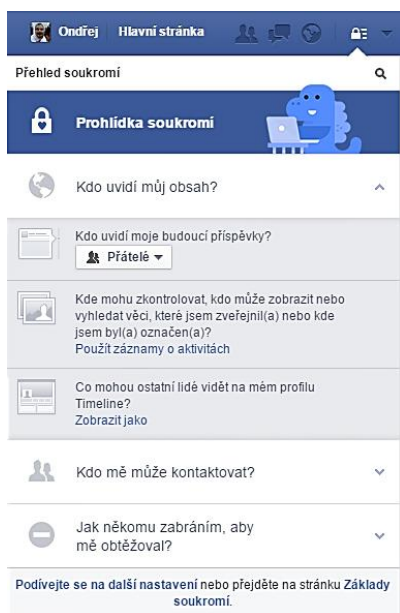 Ondřej Hlavní stránka
Přehled soukromí
Prohlídka soukromí
Kdo uvidí můj obsah?
Kdo uvidí moje budoucí příspěvky?
Přátelé
Kde mohu zkontrolovat, kdo může zobrazit nebo
vyhledat věci, které jsem zveřejnil(a) nebo kde
jsem byl(a) označen(a)?
Použít záznamy o aktivitách
Co mohou ostatní lidé vidět na mém profilu
Timeline?
Zobrazit jako
Kdo mě může kontaktovat?
Jak někomu zabráním, aby
mě obtěžoval?
Podívejte se na další nastavení nebo přejděte na stránku Základy
soukromí.